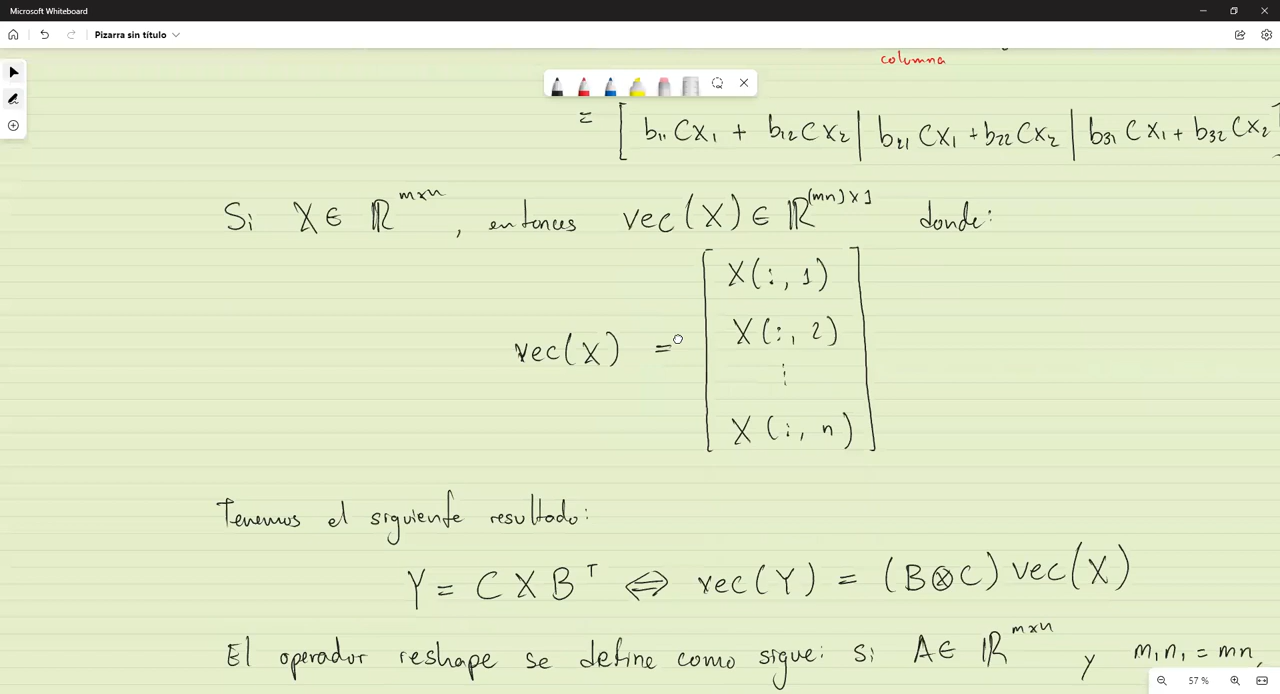 Microsoft Whiteboard
Pizarra sin título
columna
= [ b₁₁ Cx₁ + b₁₂ Cx₂ | b₂₁ Cx₁ + b₂₂ Cx₂ | b₃₁ Cx₁ + b₃₂ Cx₂
Si X ∈ ℝ^{m×n}, entonces vec(X) ∈ ℝ^{(mn)×1} donde:
X(:, 1)
X(:, 2)
vec(X) =
⋮
X(:, n)
Tenemos el siguiente resultado:
Y = C X Bᵀ ⟺ vec(Y) = (B⊗C) vec(X)
El operador reshape se define como sigue: si A ∈ ℝ^{m×n} y m₁n₁ = mn,
57 %